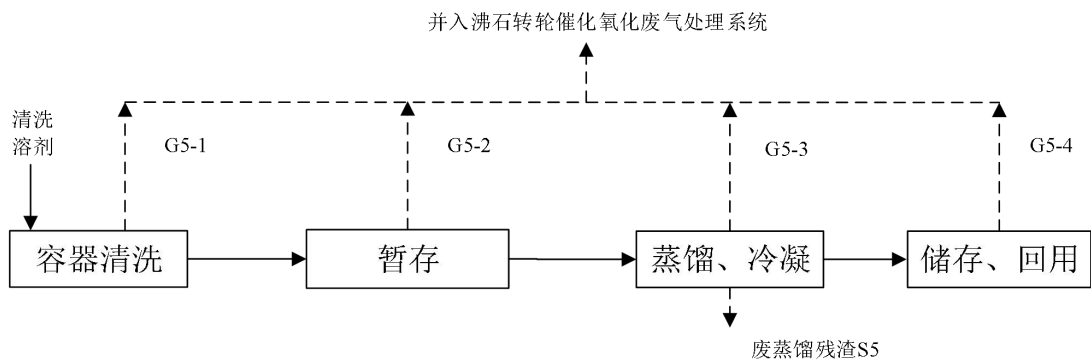 并入沸石转轮催化氧化废气处理系统
清洗
溶剂
G5-1
G5-2
G5-3
G5-4
容器清洗
暂存
蒸馏、冷凝
储存、回用
废蒸馏残渣S5